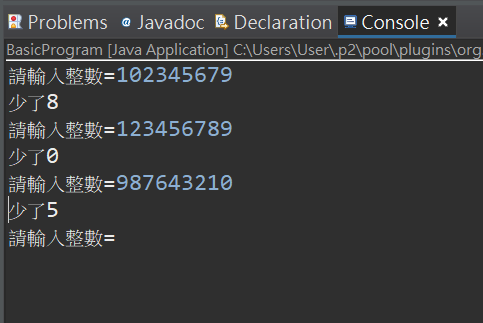 Problems @ Javadoc Declaration Console
BasicProgram [Java Application] C:\Users\User\.p2\pool\plugins\org
請輸入整數=102345679
少了8
請輸入整數=123456789
少了0
請輸入整數=987643210
少了5
請輸入整數=